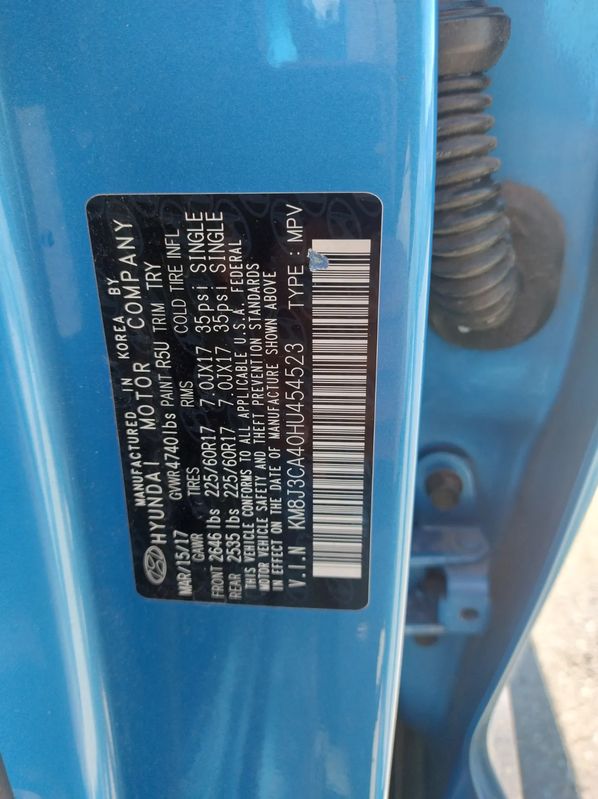 MANUFACTURED IN KOREA BY
HYUNDAI MOTOR COMPANY
MAR/15/17 GVWR 4740lbs PAINT R5U TRIM TRY
GAWR TIRES RIMS COLD TIRE INFL
FRONT 2646 lbs 225/60R17 7.0JX17 35psi SINGLE
REAR 2535 lbs 225/60R17 7.0JX17 35psi SINGLE
THIS VEHICLE CONFORMS TO ALL APPLICABLE U.S.A. FEDERAL
MOTOR VEHICLE SAFETY AND THEFT PREVENTION STANDARDS
IN EFFECT ON THE DATE OF MANUFACTURE SHOWN ABOVE
V.I.N KM8J3CA40HU454523 TYPE : MPV